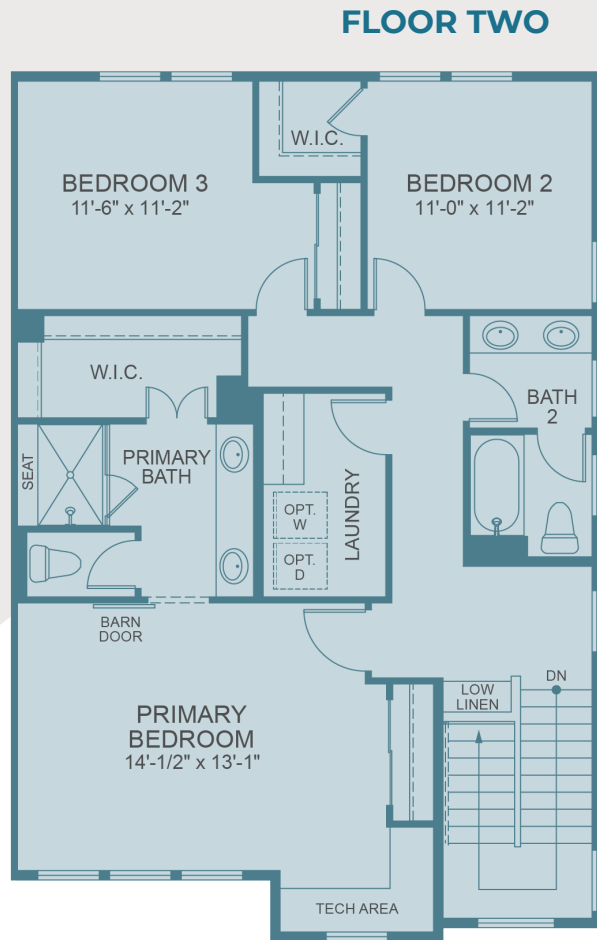 FLOOR TWO
W.I.C.
BEDROOM 3
11'-6" x 11'-2"
BEDROOM 2
11'-0" x 11'-2"
W.I.C.
BATH
2
SEAT
PRIMARY
BATH
OPT.
W
OPT.
D
LAUNDRY
BARN
DOOR
PRIMARY
BEDROOM
14'-1/2" x 13'-1"
LOW
LINEN
DN
TECH AREA